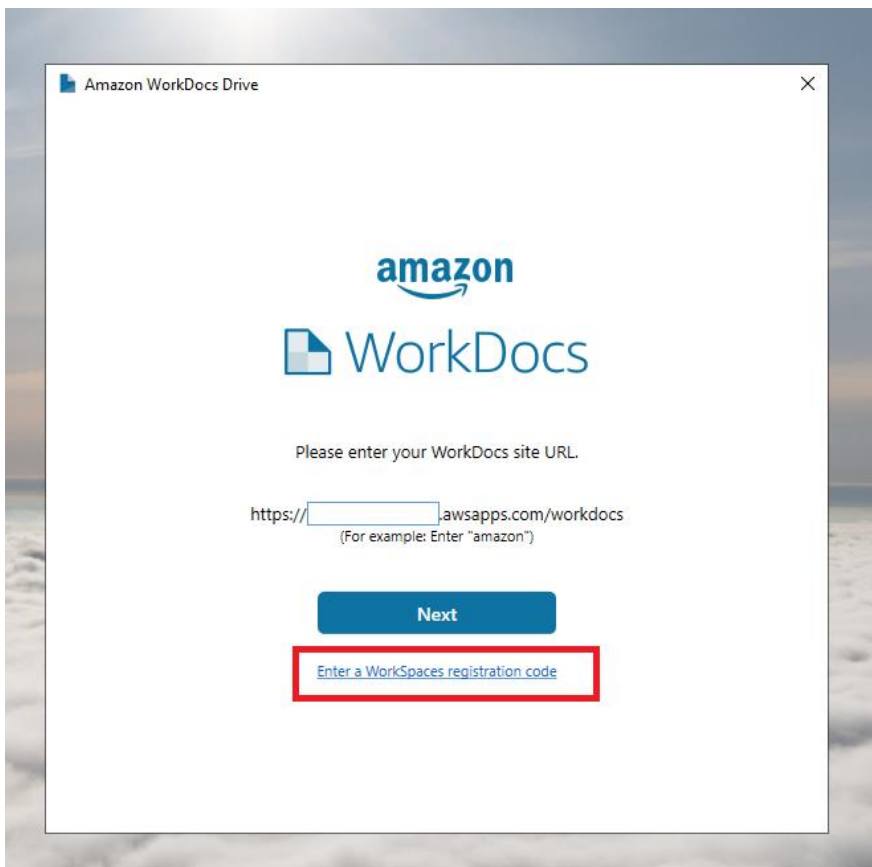 Amazon WorkDocs Drive
amazon
WorkDocs
Please enter your WorkDocs site URL.
https:// .awsapps.com/workdocs
(For example: Enter "amazon")
Next
Enter a WorkSpaces registration code